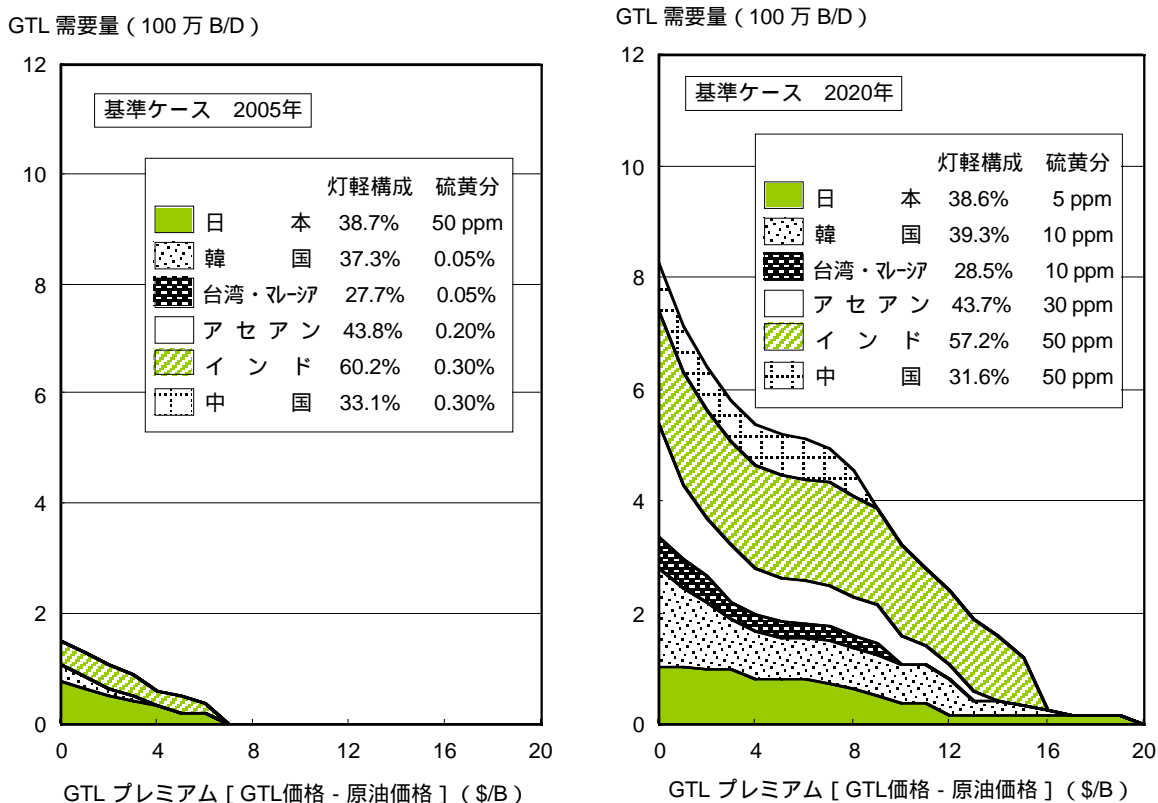 GTL 需要量（100 万 B/D）
12
10
8
6
4
2
0
基準ケース　2005年
灯軽構成　硫黄分
日　　本　38.7%　50 ppm
韓　　国　37.3%　0.05%
台湾・マレーシア　27.7%　0.05%
ア セ ア ン　43.8%　0.20%
イ　ン　ド　60.2%　0.30%
中　　国　33.1%　0.30%
0　4　8　12　16　20
GTL プレミアム［GTL価格 - 原油価格］（$/B）
GTL 需要量（100 万 B/D）
12
10
8
6
4
2
0
基準ケース　2020年
灯軽構成　硫黄分
日　　本　38.6%　5 ppm
韓　　国　39.3%　10 ppm
台湾・マレーシア　28.5%　10 ppm
ア セ ア ン　43.7%　30 ppm
イ　ン　ド　57.2%　50 ppm
中　　国　31.6%　50 ppm
0　4　8　12　16　20
GTL プレミアム［GTL価格 - 原油価格］（$/B）